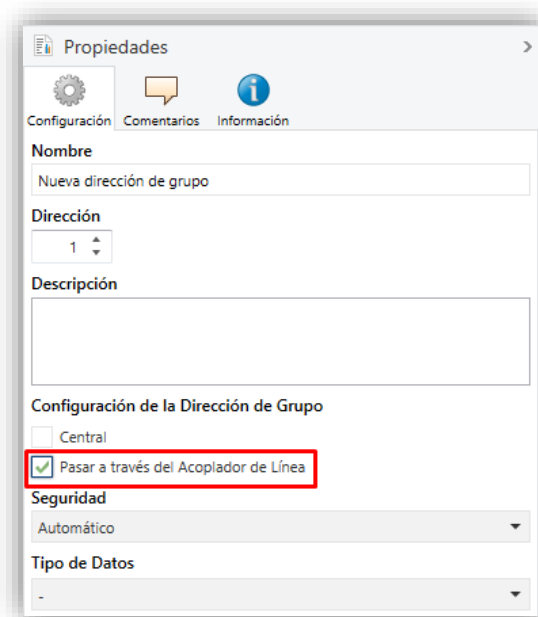 Propiedades
Configuración Comentarios Información
Nombre
Nueva dirección de grupo
Dirección
1
Descripción
Configuración de la Dirección de Grupo
Central
Pasar a través del Acoplador de Línea
Seguridad
Automático
Tipo de Datos
-